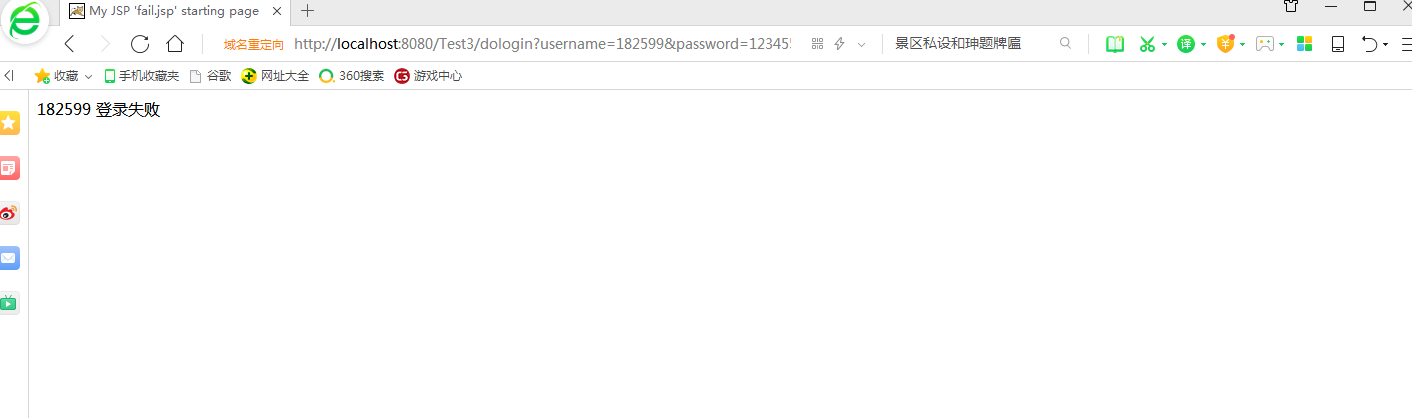 My JSP 'fail.jsp' starting page
域名重定向 http://localhost:8080/Test3/dologin?username=182599&password=123455 景区私设和珅题牌匾 译
收藏 手机收藏夹 谷歌 网址大全 360搜索 游戏中心
182599 登录失败